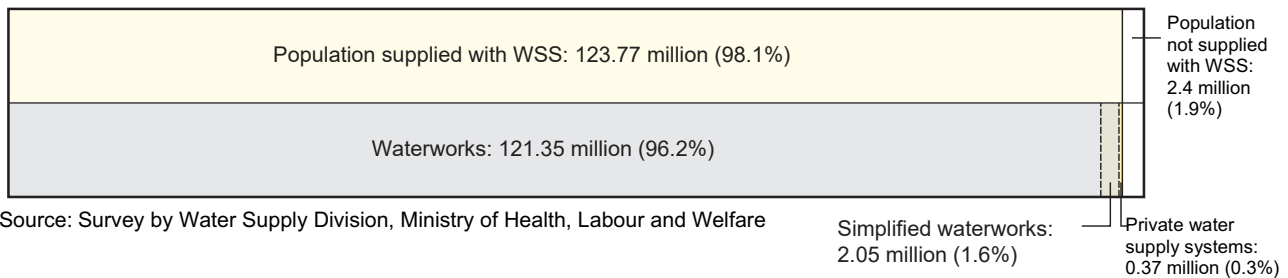 Population supplied with WSS: 123.77 million (98.1%)
Population
not supplied
with WSS:
2.4 million
(1.9%)
Waterworks: 121.35 million (96.2%)
Source: Survey by Water Supply Division, Ministry of Health, Labour and Welfare
Simplified waterworks:
2.05 million (1.6%)
Private water
supply systems:
0.37 million (0.3%)